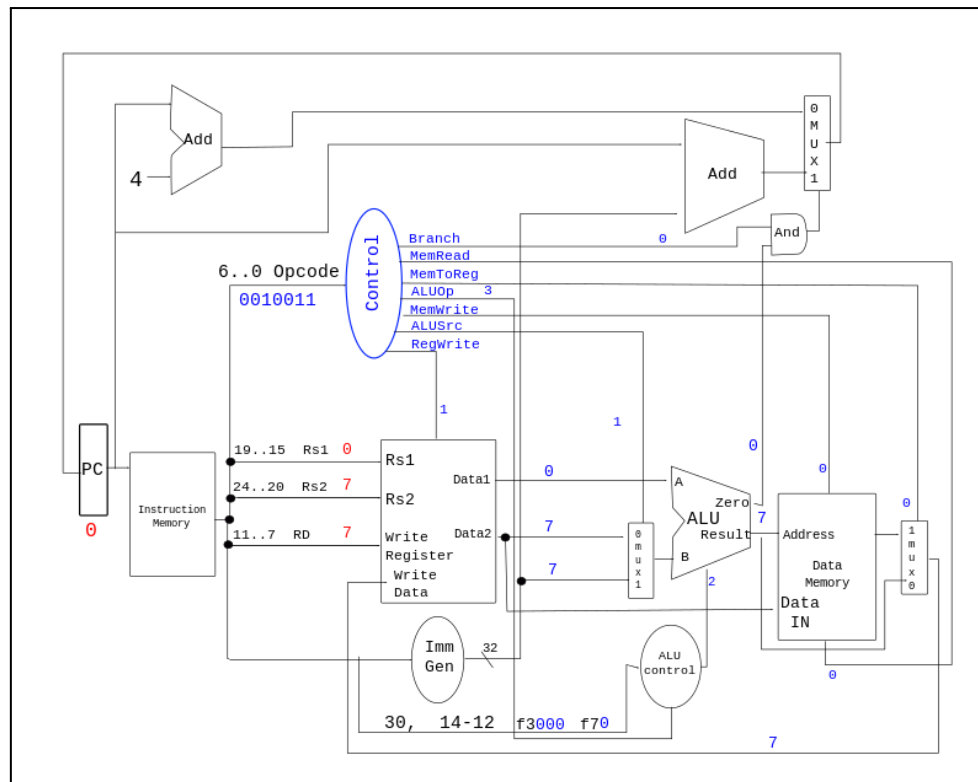 0
M
U
X
1
Add
4
Add
And
Control
Branch 0
MemRead
MemToReg
ALUOp 3
MemWrite
ALUSrc
RegWrite
6..0 Opcode
0010011
1
1
PC
0
Instruction
Memory
19..15 Rs1 0
24..20 Rs2 7
11..7 RD 7
Rs1
Rs2
Write
Register
Write
Data
Data1
Data2
0
7
7
0
m
u
x
1
A
B
ALU
Zero
Result
0
7
2
0
0
Address
Data
Memory
Data
IN
0
1
m
u
x
0
Imm
Gen
32
ALU
control
30, 14-12 f3000 f70
7